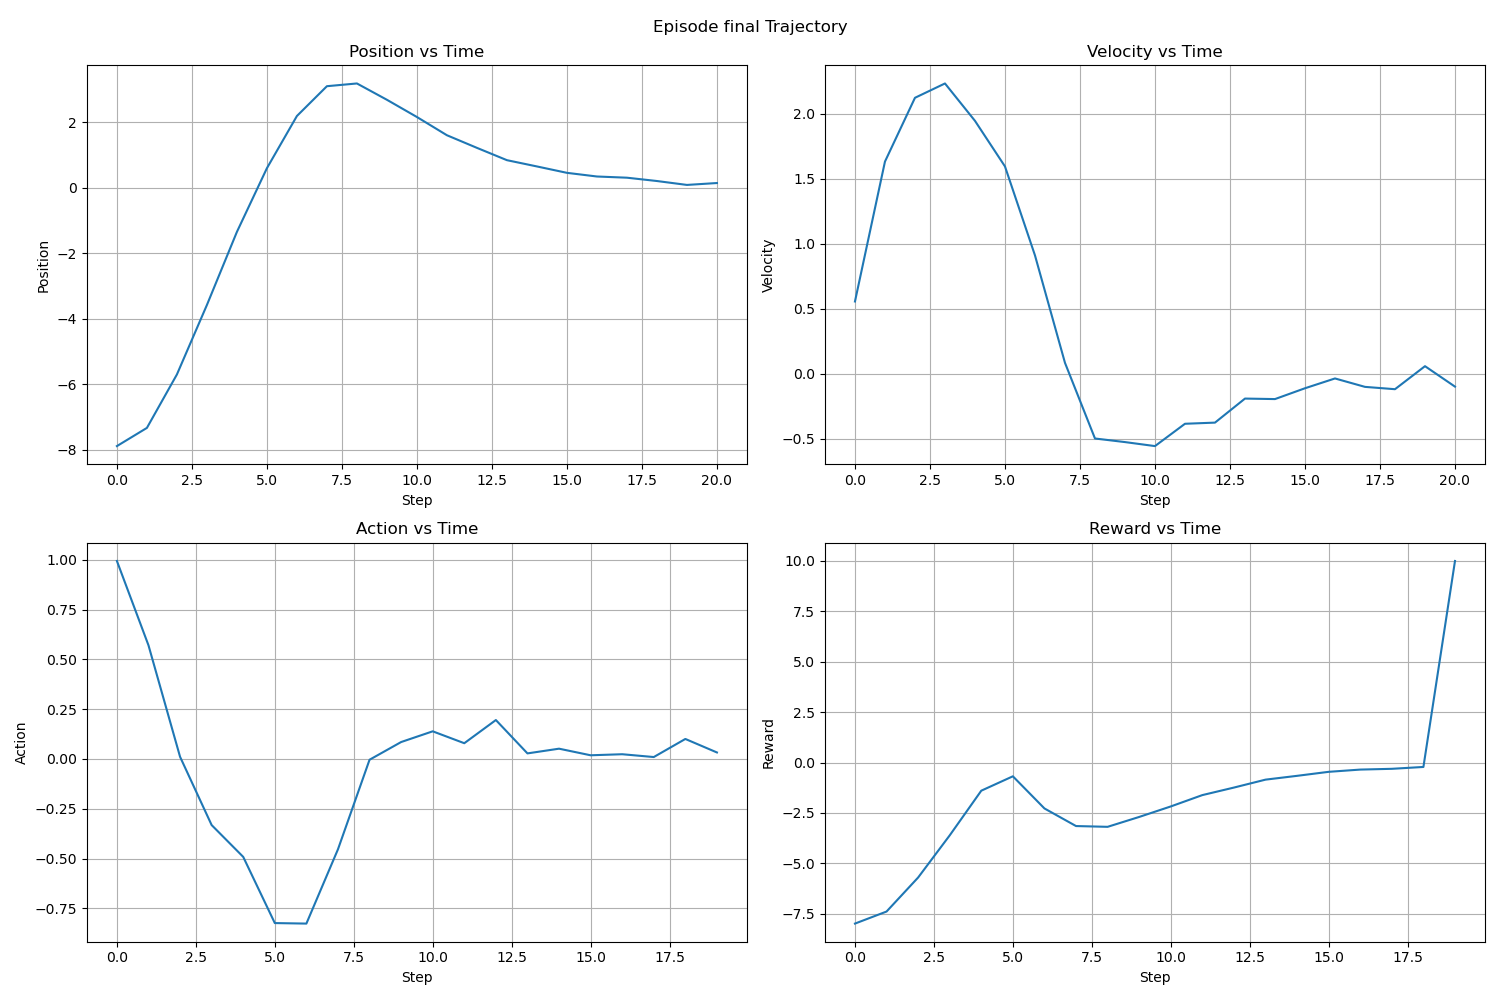 Episode final Trajectory
Position vs Time
Position
2
0
−2
−4
−6
−8
0.0 2.5 5.0 7.5 10.0 12.5 15.0 17.5 20.0
Step
Velocity vs Time
Velocity
2.0
1.5
1.0
0.5
0.0
−0.5
0.0 2.5 5.0 7.5 10.0 12.5 15.0 17.5 20.0
Step
Action vs Time
Action
1.00
0.75
0.50
0.25
0.00
−0.25
−0.50
−0.75
0.0 2.5 5.0 7.5 10.0 12.5 15.0 17.5
Step
Reward vs Time
Reward
10.0
7.5
5.0
2.5
0.0
−2.5
−5.0
−7.5
0.0 2.5 5.0 7.5 10.0 12.5 15.0 17.5
Step